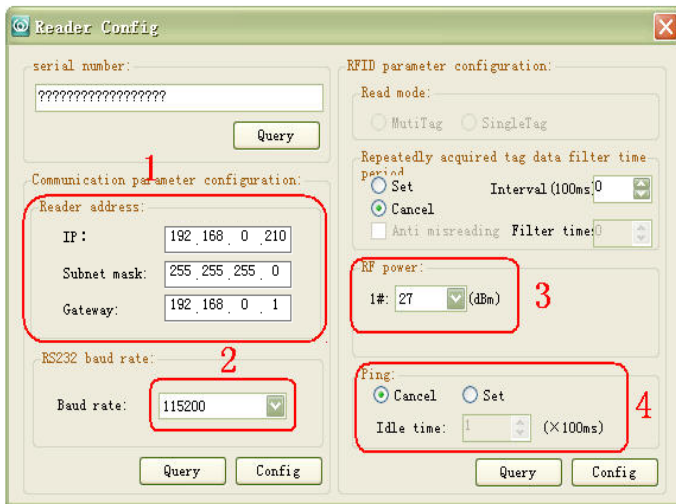 Reader Config
serial number:
??????????????????
Query
1
Communication parameter configuration:
Reader address:
IP:
192 .168 . 0 .210
Subnet mask:
255 .255 .255 . 0
Gateway:
192 .168 . 0 . 1
RS232 baud rate:
2
Baud rate:
115200
Query
Config
RFID parameter configuration:
Read mode:
MutiTag
SingleTag
Repeatedly acquired tag data filter time
period
Set
Interval(100ms)
0
Cancel
Anti misreading
Filter time:
0
RF power:
1#:
27
(dBm)
3
Ping:
Cancel
Set
4
Idle time:
1
(×100ms)
Query
Config